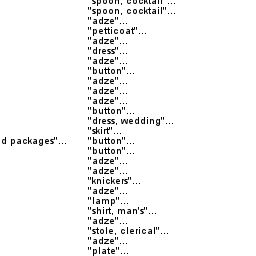 "spoon, cocktail"...
"spoon, cocktail"...
"adze"...
"petticoat"...
"adze"...
"dress"...
"adze"...
"button"...
"adze"...
"adze"...
"adze"...
"button"...
"dress, wedding"...
"skirt"...
d packages"... "button"...
"button"...
"adze"...
"adze"...
"knickers"...
"adze"...
"lamp"...
"shirt, man's"...
"adze"...
"stole, clerical"...
"adze"...
"plate"...